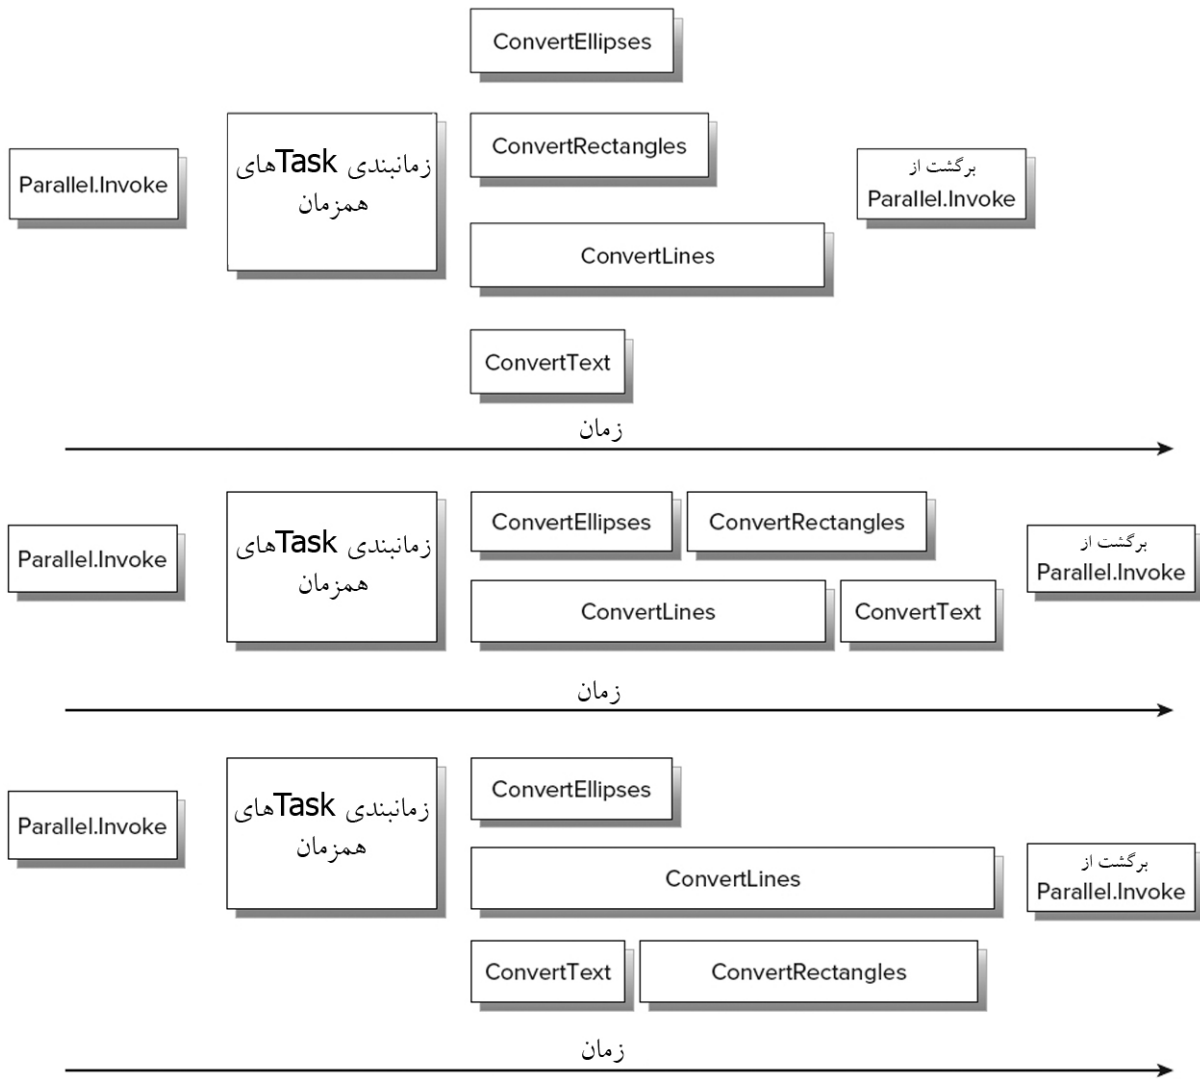 ConvertEllipses
Parallel.Invoke
زمانبندی Taskهای
همزمان
ConvertRectangles
ConvertLines
ConvertText
برگشت از
Parallel.Invoke
زمان
Parallel.Invoke
زمانبندی Taskهای
همزمان
ConvertEllipses
ConvertRectangles
ConvertLines
ConvertText
برگشت از
Parallel.Invoke
زمان
Parallel.Invoke
زمانبندی Taskهای
همزمان
ConvertEllipses
ConvertLines
ConvertText
ConvertRectangles
برگشت از
Parallel.Invoke
زمان